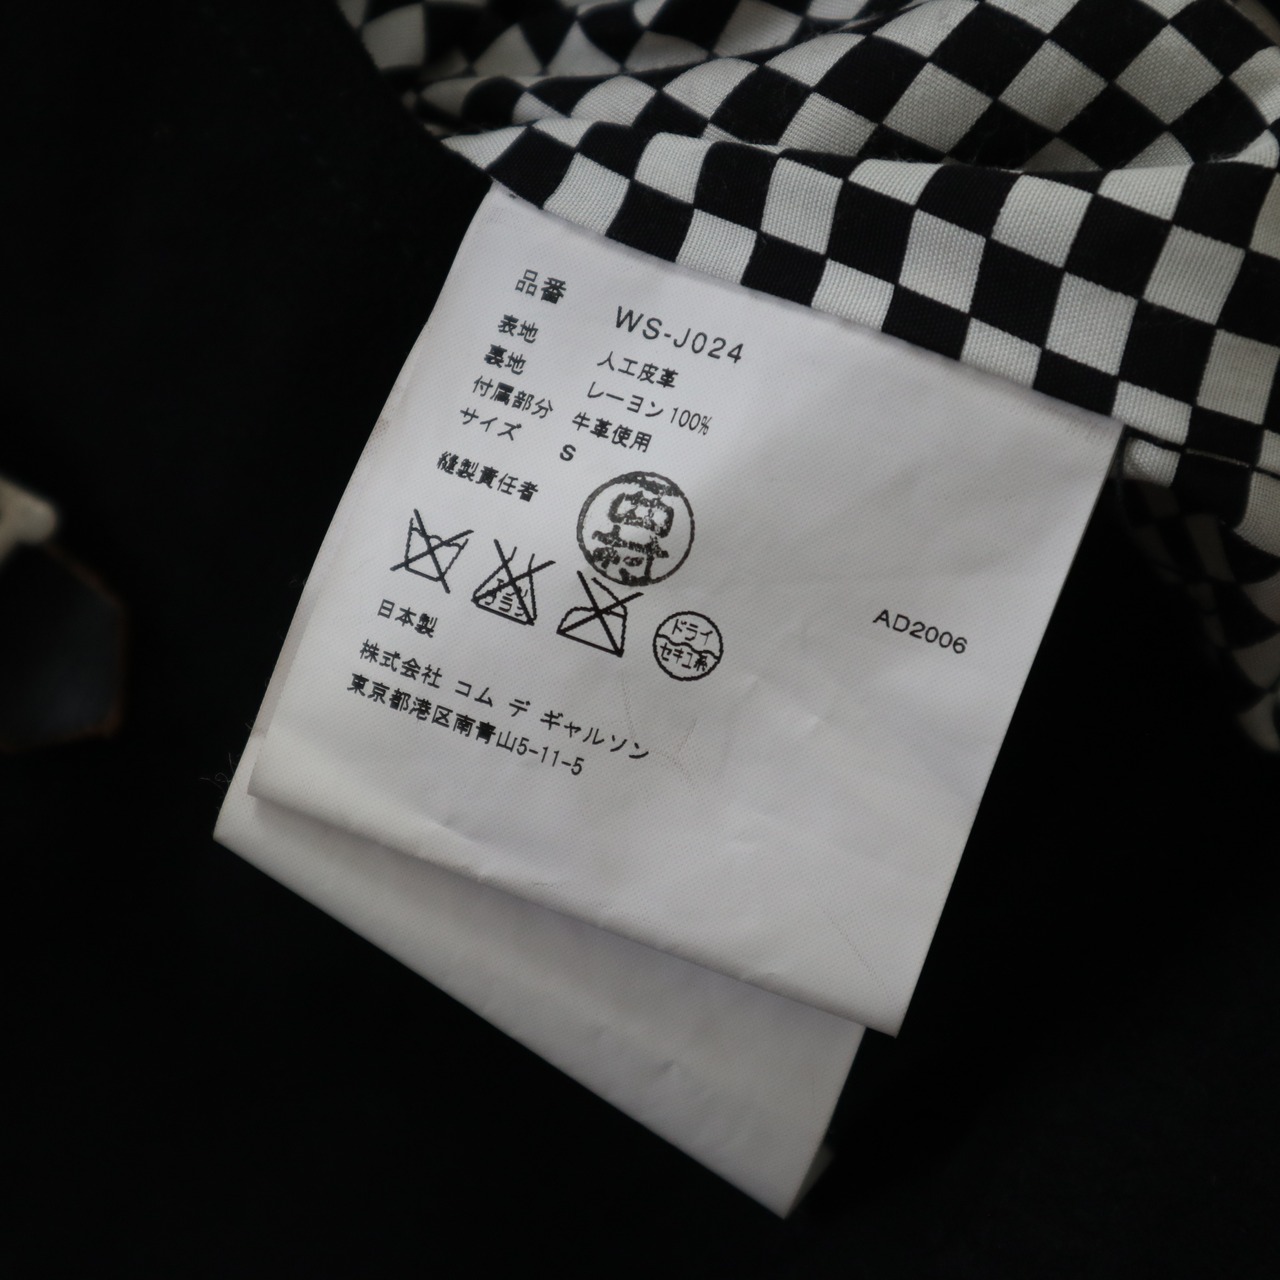 品番 WS-J024
表地 人工皮革
裏地 レーヨン100%
付属部分 牛革使用
サイズ S
縫製責任者
ドライ
セキユ系
日本製
AD2006
株式会社 コム デ ギャルソン
東京都港区南青山5-11-5